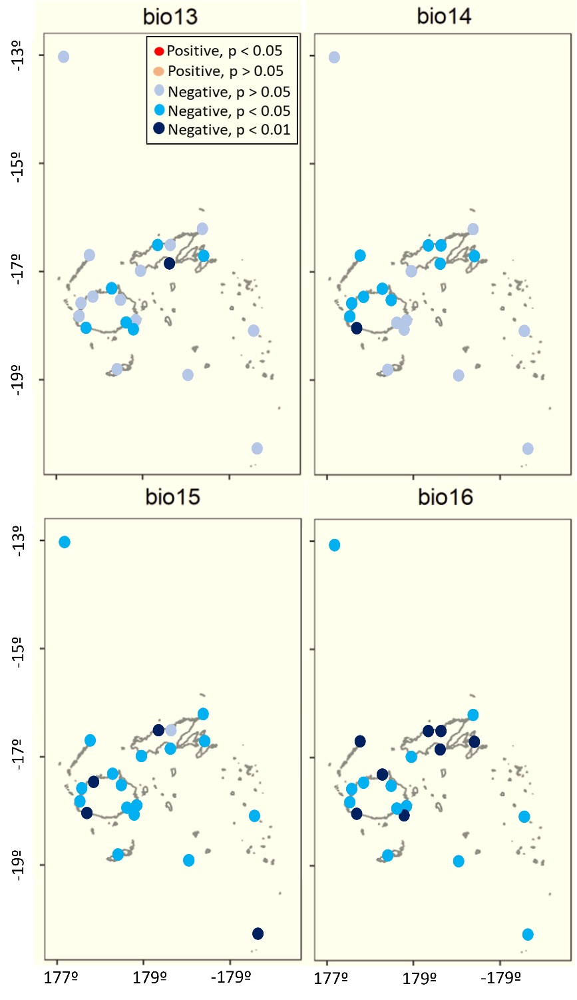 bio13
bio14
Positive, p < 0.05
Positive, p > 0.05
Negative, p > 0.05
Negative, p < 0.05
Negative, p < 0.01
-13º
-15º
-17º
-19º
bio15
bio16
-13º
-15º
-17º
-19º
177º 179º -179º 177º 179º -179º